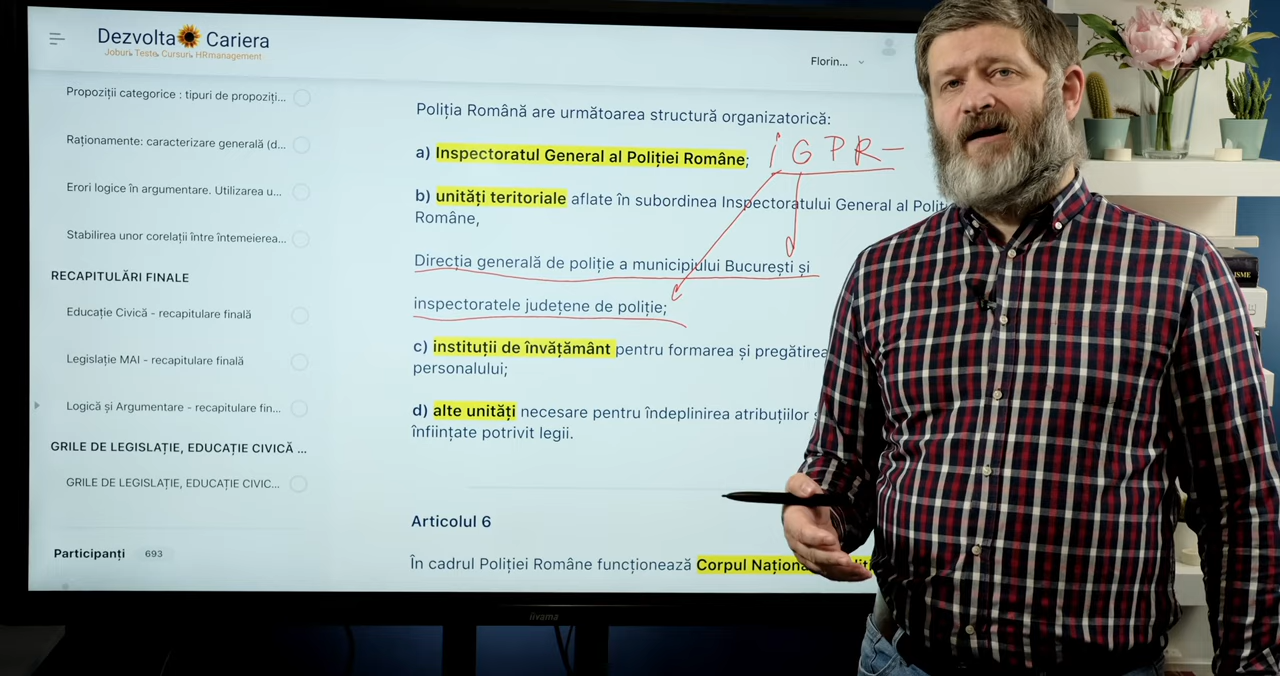 Dezvolta Cariera
Joburi, Teste, Cursuri, HRmanagement
Florin...
Propoziții categorice : tipuri de propoziți...
Raționamente: caracterizare generală (d...
Erori logice în argumentare. Utilizarea u...
Stabilirea unor corelații între întemeierea...
RECAPITULĂRI FINALE
Educație Civică - recapitulare finală
Legislație MAI - recapitulare finală
Logică și Argumentare - recapitulare fin...
GRILE DE LEGISLAȚIE, EDUCAȚIE CIVICĂ ...
GRILE DE LEGISLAȚIE, EDUCAȚIE CIVIC...
Participanți 693
Poliția Română are următoarea structură organizatorică:
a) Inspectoratul General al Poliției Române; IGPR-
b) unități teritoriale aflate în subordinea Inspectoratului General al Poliț
Române,
Direcția generală de poliție a municipiului București și
inspectoratele județene de poliție;
c) instituții de învățământ pentru formarea și pregătirea
personalului;
d) alte unități necesare pentru îndeplinirea atribuțiilor
înființate potrivit legii.
Articolul 6
În cadrul Poliției Române funcționează Corpul Naționa
iiyama
ISME